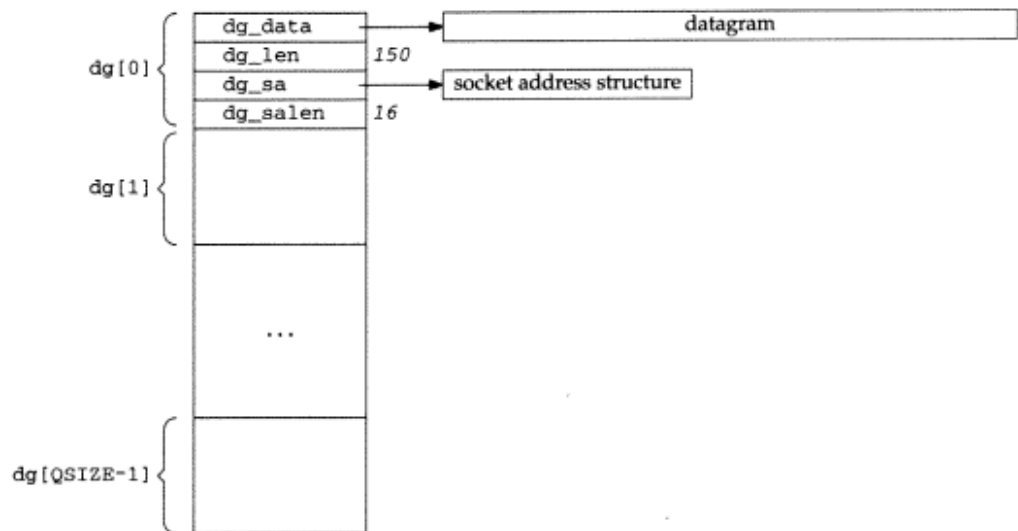 dg[0]
dg_data
datagram
dg_len 150
dg_sa
socket address structure
dg_salen 16
dg[1]
...
dg[QSIZE-1]